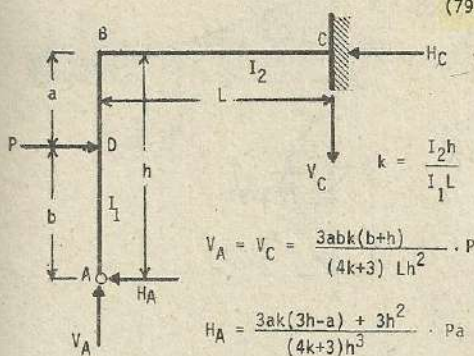 (79
B
C
H_C
I_2
a
L
P
D
h
k = I_2h / I_1L
V_C
b
I_1
V_A = V_C = 3abk(b+h) / (4k+3) Lh^2 · P
A
H_A
V_A
H_A = 3ak(3h-a) + 3h^2 / (4k+3)h^3 · Pa